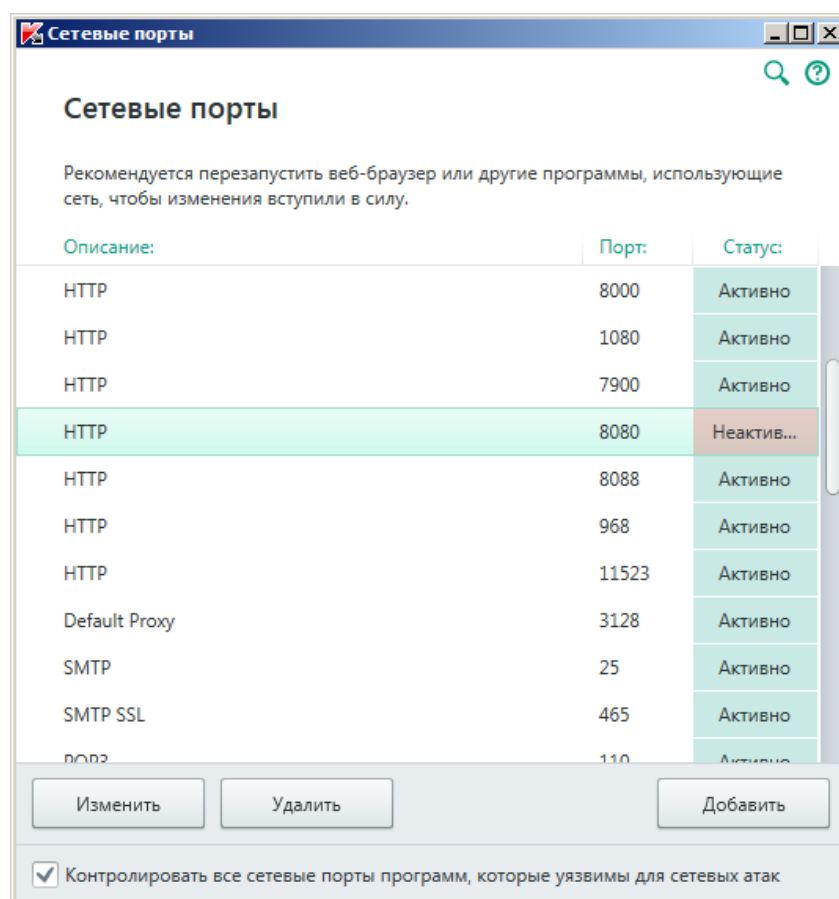 Сетевые порты
Сетевые порты
Рекомендуется перезапустить веб-браузер или другие программы, использующие
сеть, чтобы изменения вступили в силу.
Описание: Порт: Статус:
HTTP 8000 Активно
HTTP 1080 Активно
HTTP 7900 Активно
HTTP 8080 Неактив...
HTTP 8088 Активно
HTTP 968 Активно
HTTP 11523 Активно
Default Proxy 3128 Активно
SMTP 25 Активно
SMTP SSL 465 Активно
POP3 110 Активно
Изменить Удалить Добавить
Контролировать все сетевые порты программ, которые уязвимы для сетевых атак